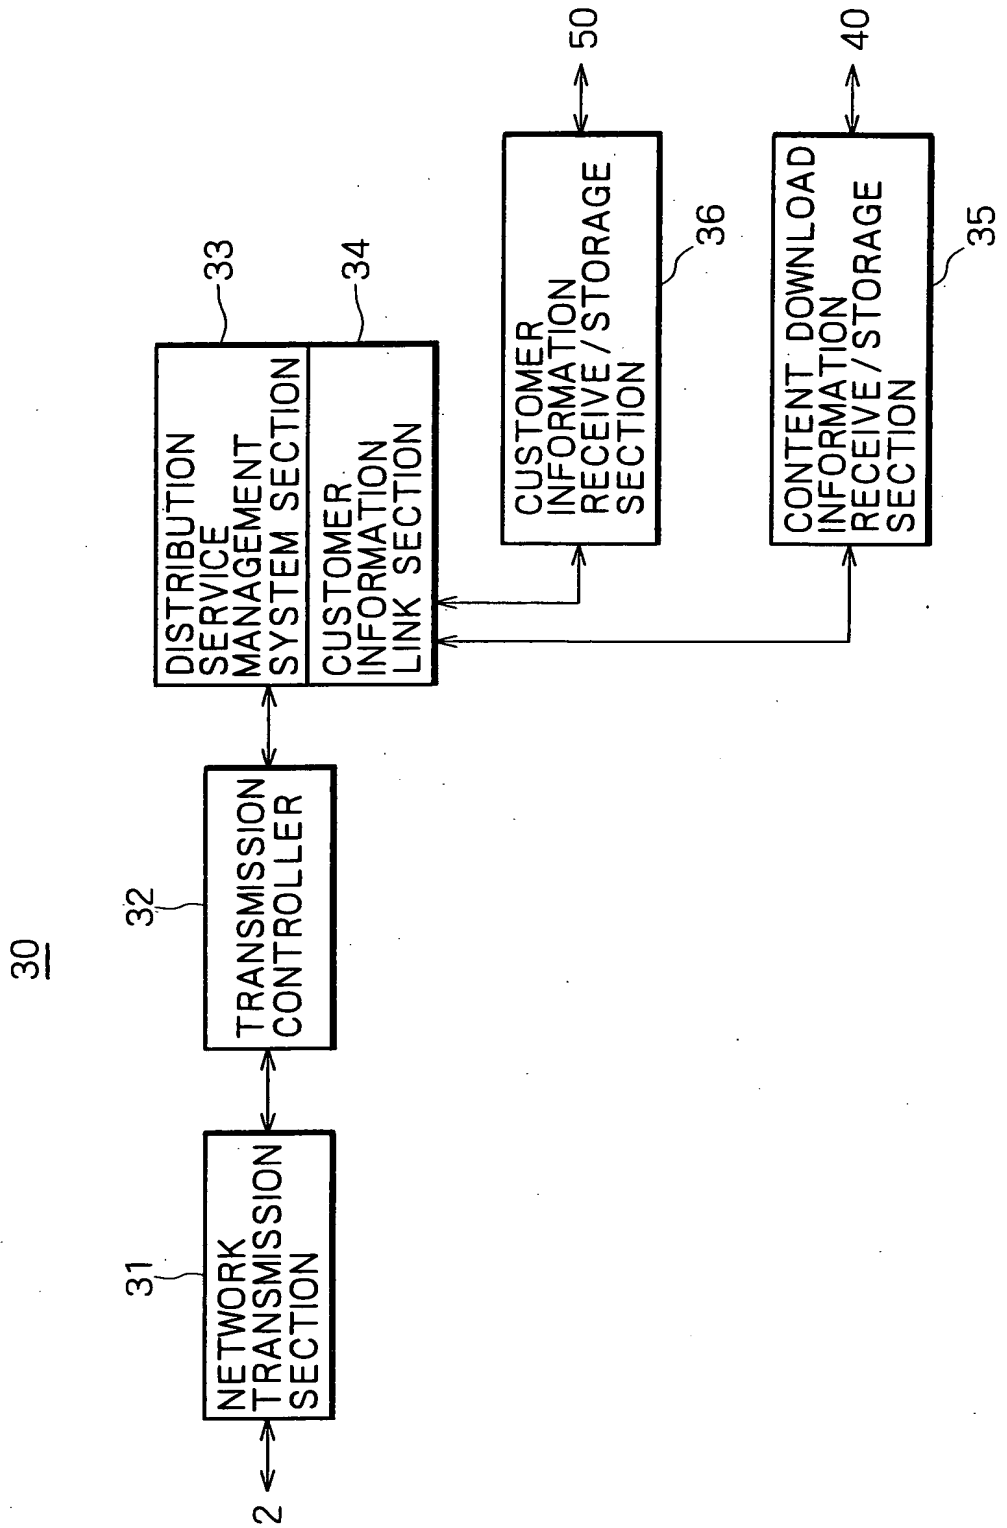 30
31
NETWORK
TRANSMISSION
SECTION
2
32
TRANSMISSION
CONTROLLER
33
DISTRIBUTION
SERVICE
MANAGEMENT
SYSTEM SECTION
34
CUSTOMER
INFORMATION
LINK SECTION
CUSTOMER
INFORMATION
RECEIVE/STORAGE
SECTION
36
50
CONTENT DOWNLOAD
INFORMATION
RECEIVE/STORAGE
SECTION
35
40